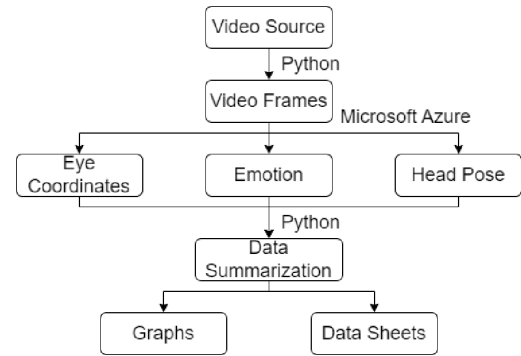 Video Source
Python
Video Frames
Microsoft Azure
Eye
Coordinates
Emotion
Head Pose
Python
Data
Summarization
Graphs
Data Sheets